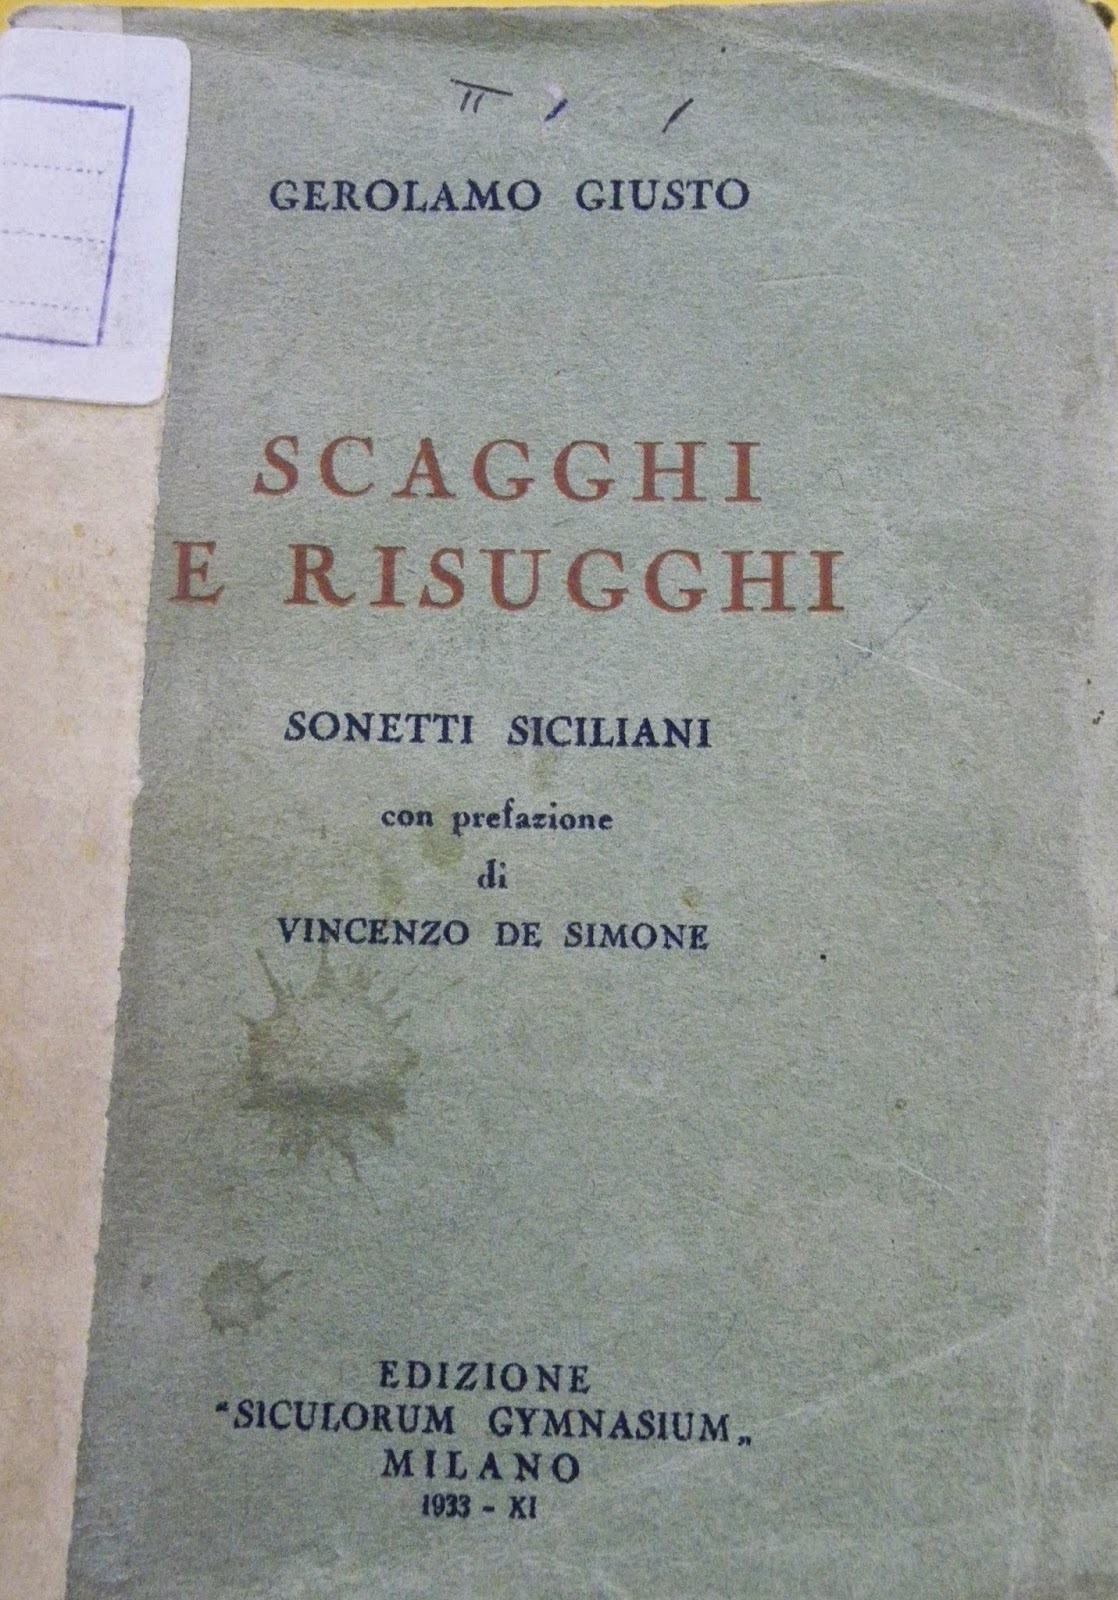 GEROLAMO GIUSTO
SCAGGHI
E RISUGGHI
SONETTI SICILIANI
con prefazione
di
VINCENZO DE SIMONE
EDIZIONE
"SICULORUM GYMNASIUM„
MILANO
1933 - XI